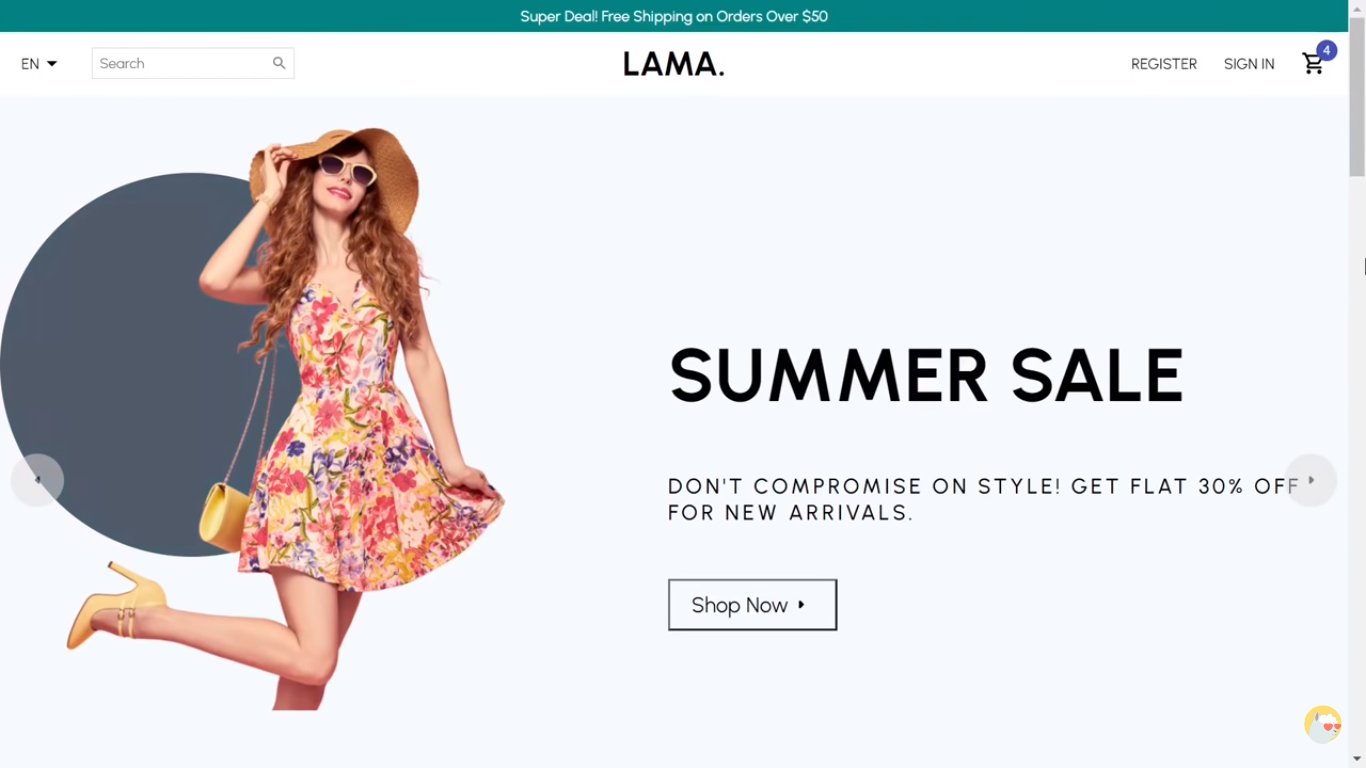 Super Deal! Free Shipping on Orders Over $50
EN
Search
LAMA.
REGISTER
SIGN IN
4
SUMMER SALE
DON'T COMPROMISE ON STYLE! GET FLAT 30% OFF
FOR NEW ARRIVALS.
Shop Now